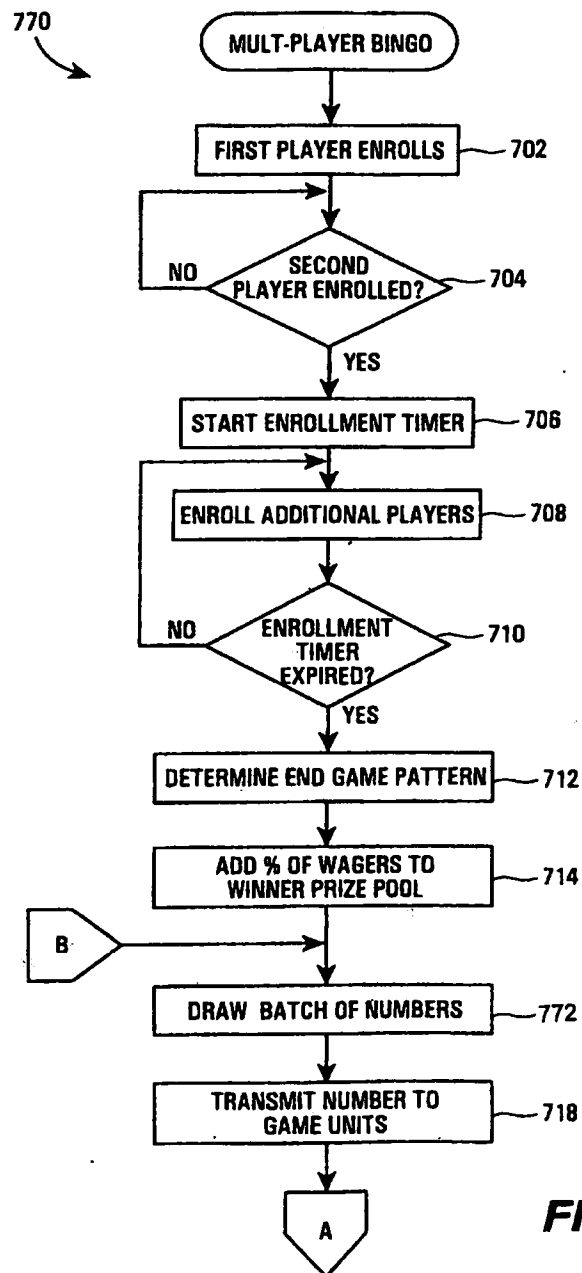 770
MULT-PLAYER BINGO
FIRST PLAYER ENROLLS
702
NO
SECOND
PLAYER ENROLLED?
704
YES
START ENROLLMENT TIMER
706
ENROLL ADDITIONAL PLAYERS
708
NO
ENROLLMENT
TIMER
EXPIRED?
710
YES
DETERMINE END GAME PATTERN
712
ADD % OF WAGERS TO
WINNER PRIZE POOL
714
B
DRAW BATCH OF NUMBERS
772
TRANSMIT NUMBER TO
GAME UNITS
718
A